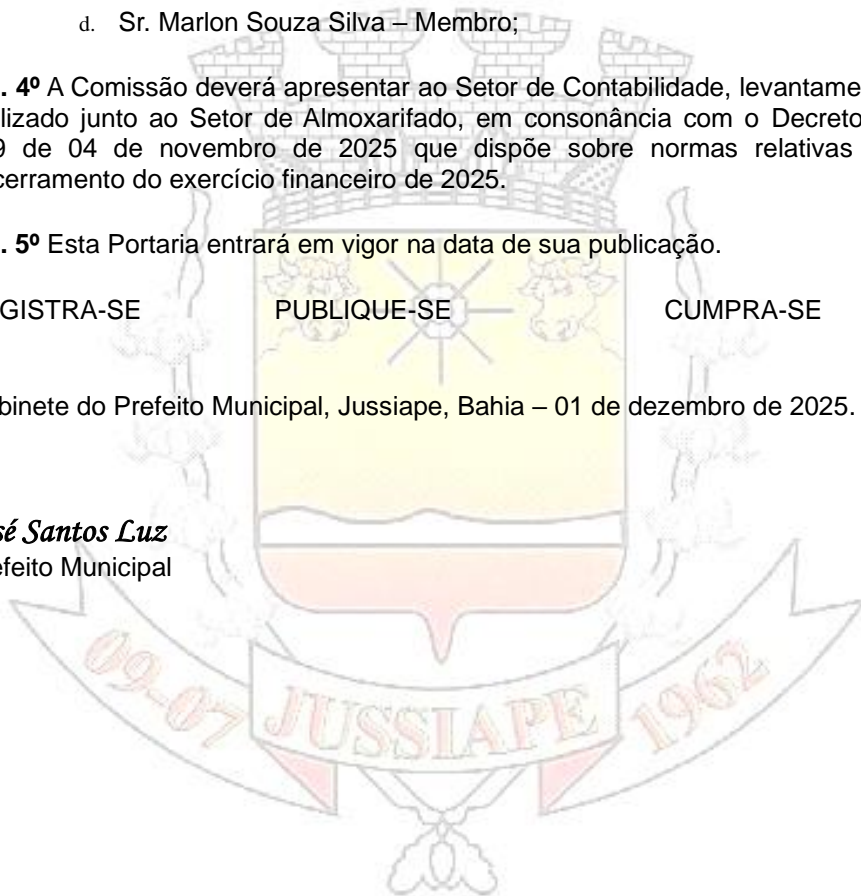 d. Sr. Marlon Souza Silva – Membro;
. 4º A Comissão deverá apresentar ao Setor de Contabilidade, levantame
lizado junto ao Setor de Almoxarifado, em consonância com o Decreto
9 de 04 de novembro de 2025 que dispõe sobre normas relativas
cerramento do exercício financeiro de 2025.
. 5º Esta Portaria entrará em vigor na data de sua publicação.
GISTRA-SE PUBLIQUE-SE CUMPRA-SE
binete do Prefeito Municipal, Jussiape, Bahia – 01 de dezembro de 2025.
sé Santos Luz
efeito Municipal
09-07 JUSSIAPE 1962